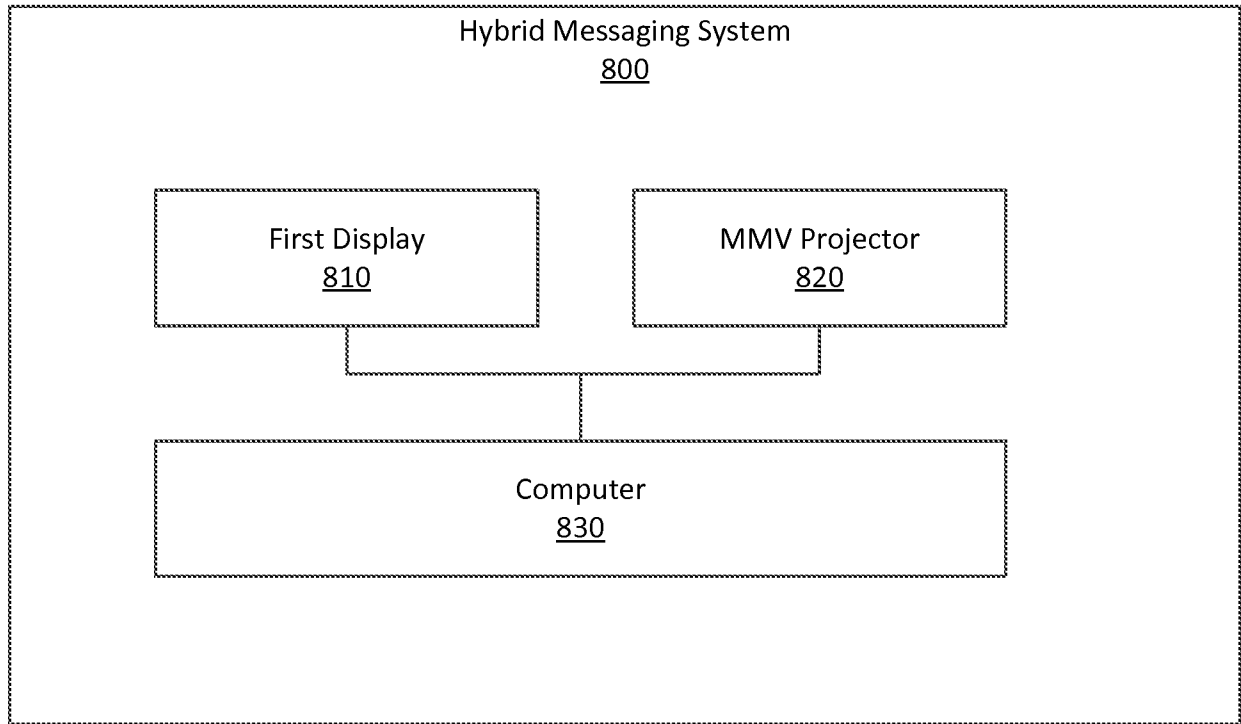 Hybrid Messaging System
800
First Display
810
MMV Projector
820
Computer
830